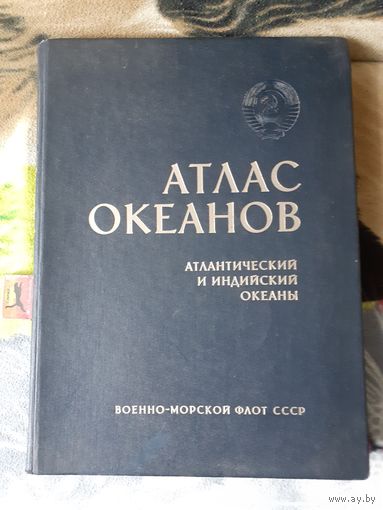 АТЛАС
ОКЕАНОВ
АТЛАНТИЧЕСКИЙ
И ИНДИЙСКИЙ
ОКЕАНЫ
ВОЕННО-МОРСКОЙ ФЛОТ СССР
www.ay.by